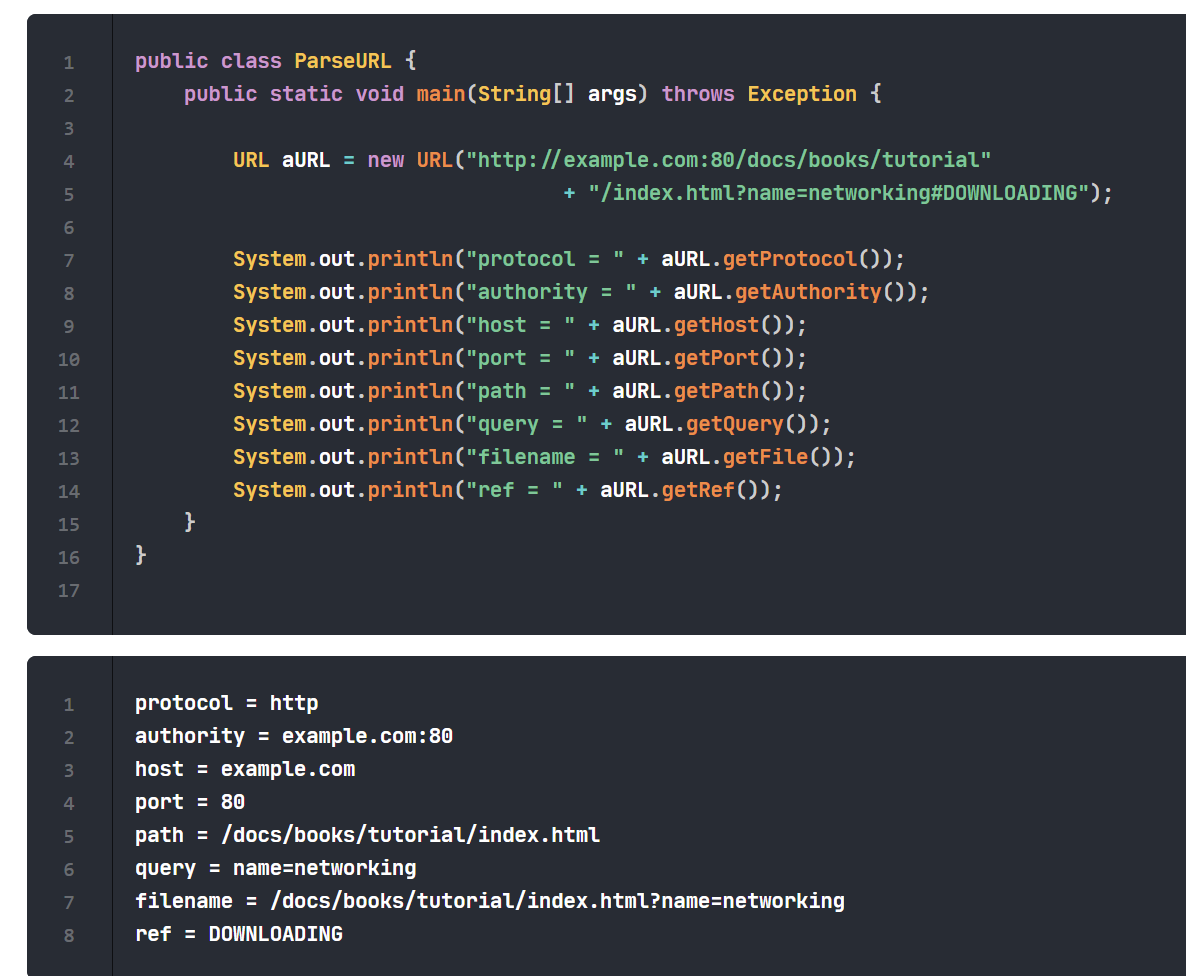 1 public class ParseURL {
2     public static void main(String[] args) throws Exception {
3
4         URL aURL = new URL("http://example.com:80/docs/books/tutorial"
5                                    + "/index.html?name=networking#DOWNLOADING");
6
7         System.out.println("protocol = " + aURL.getProtocol());
8         System.out.println("authority = " + aURL.getAuthority());
9         System.out.println("host = " + aURL.getHost());
10         System.out.println("port = " + aURL.getPort());
11         System.out.println("path = " + aURL.getPath());
12         System.out.println("query = " + aURL.getQuery());
13         System.out.println("filename = " + aURL.getFile());
14         System.out.println("ref = " + aURL.getRef());
15     }
16 }
17
1 protocol = http
2 authority = example.com:80
3 host = example.com
4 port = 80
5 path = /docs/books/tutorial/index.html
6 query = name=networking
7 filename = /docs/books/tutorial/index.html?name=networking
8 ref = DOWNLOADING